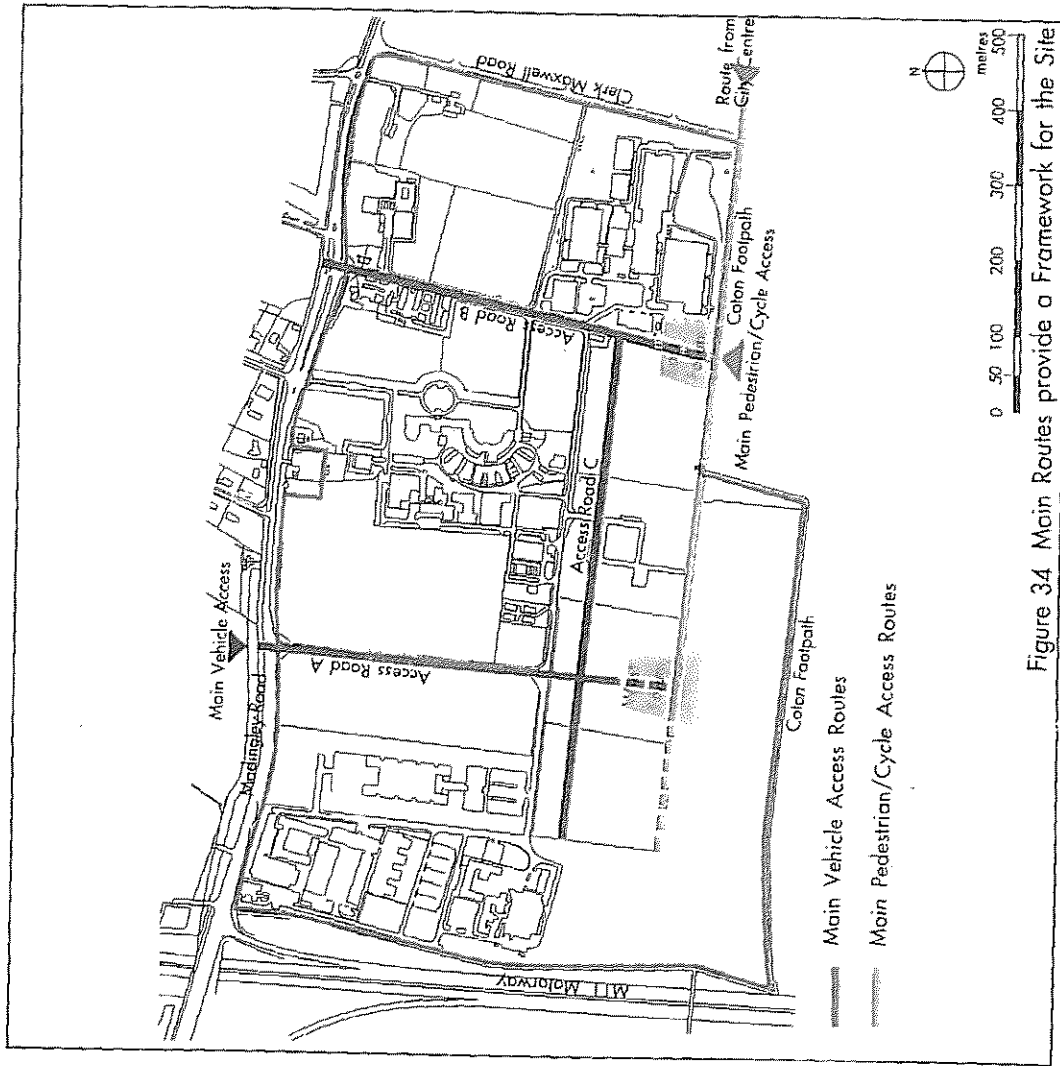 Main Vehicle Access
Madingley Road
Clerk Maxwell Road
Access Road A
Access Road B
Access Road C
M11 Motorway
Route from
City Centre
Coton Footpath
Main Pedestrian/Cycle Access
Coton Footpath
Main Vehicle Access Routes
Main Pedestrian/Cycle Access Routes
N
metres
0 50 100 200 300 400 500
Figure 34 Main Routes provide a Framework for the Site